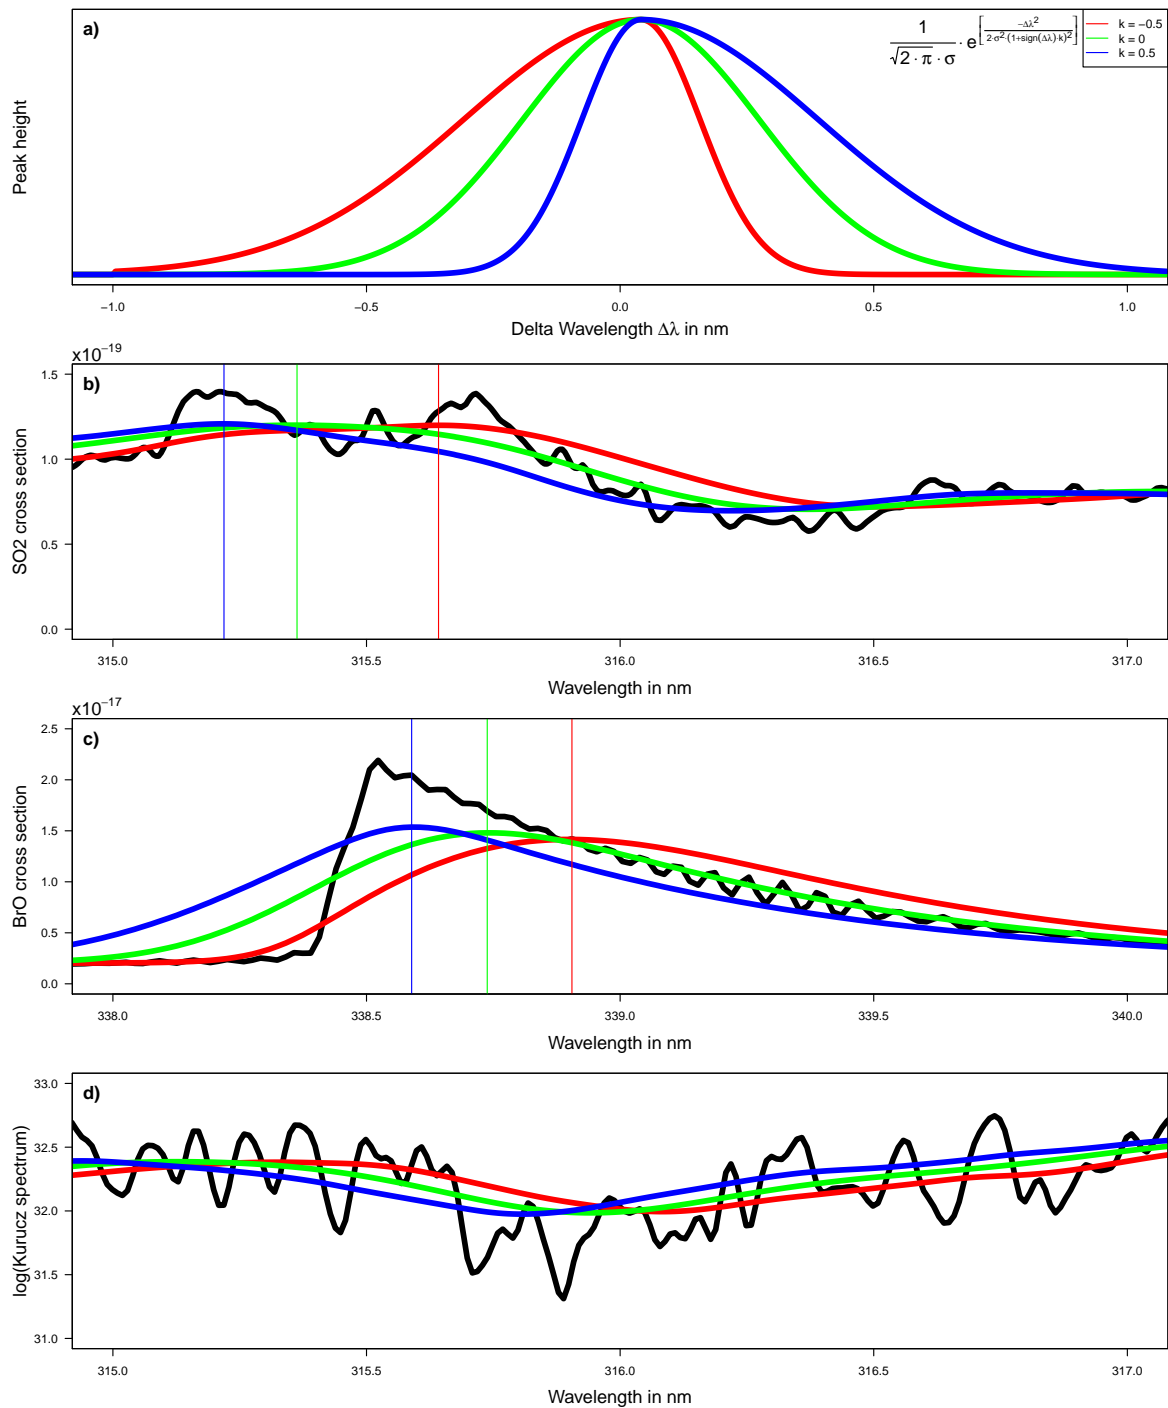 a)
1/(√2·π·σ) · e^[−Δλ²/(2·σ²·(1+sign(Δλ)·k)²)]
k = −0.5
k = 0
k = 0.5
Peak height
−1.0 −0.5 0.0 0.5 1.0
Delta Wavelength Δλ in nm
x10⁻¹⁹
b)
1.5
1.0
0.5
0.0
SO2 cross section
315.0 315.5 316.0 316.5 317.0
Wavelength in nm
x10⁻¹⁷
c)
2.5
2.0
1.5
1.0
0.5
0.0
BrO cross section
338.0 338.5 339.0 339.5 340.0
Wavelength in nm
d)
33.0
32.5
32.0
31.5
31.0
log(Kurucz spectrum)
315.0 315.5 316.0 316.5 317.0
Wavelength in nm